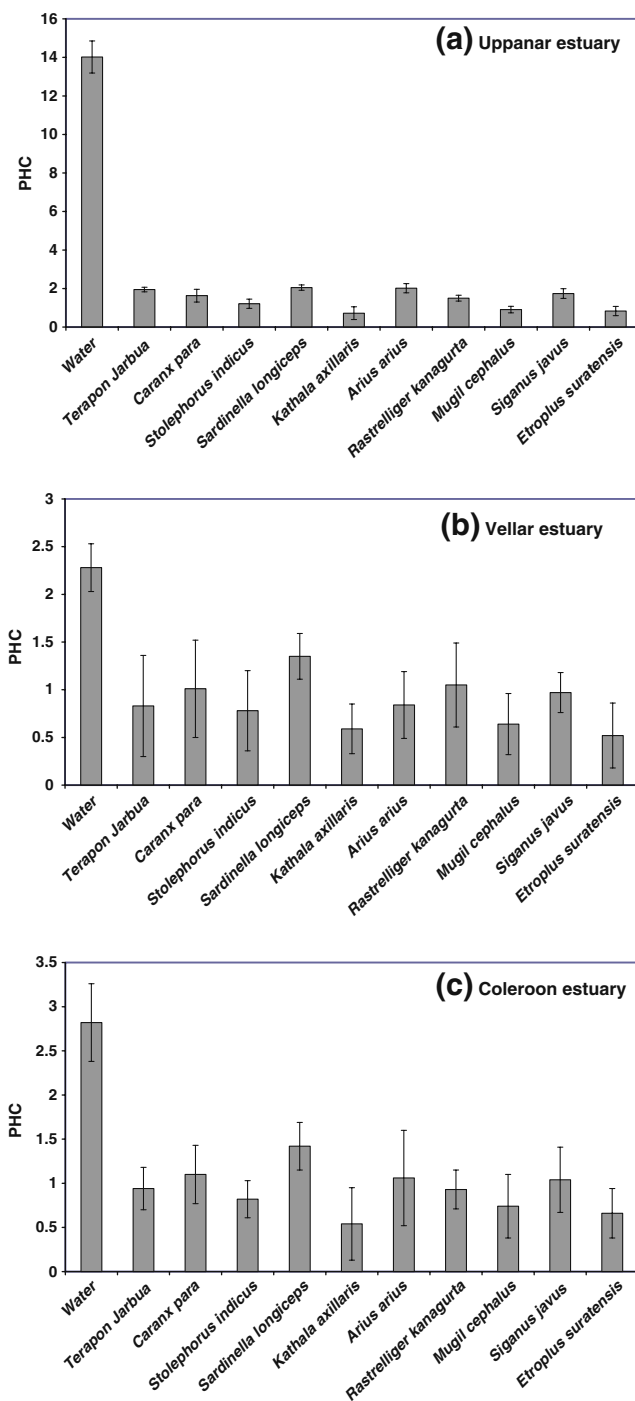 (a) Uppanar estuary
16
14
12
10
8
6
4
2
0
PHC
Water
Terapon Jarbua
Caranx para
Stolephorus indicus
Sardinella longiceps
Kathala axillaris
Arius arius
Rastrelliger kanagurta
Mugil cephalus
Siganus javus
Etroplus suratensis
(b) Vellar estuary
3
2.5
2
1.5
1
0.5
0
PHC
Water
Terapon Jarbua
Caranx para
Stolephorus indicus
Sardinella longiceps
Kathala axillaris
Arius arius
Rastrelliger kanagurta
Mugil cephalus
Siganus javus
Etroplus suratensis
(c) Coleroon estuary
3.5
3
2.5
2
1.5
1
0.5
0
PHC
Water
Terapon Jarbua
Caranx para
Stolephorus indicus
Sardinella longiceps
Kathala axillaris
Arius arius
Rastrelliger kanagurta
Mugil cephalus
Siganus javus
Etroplus suratensis